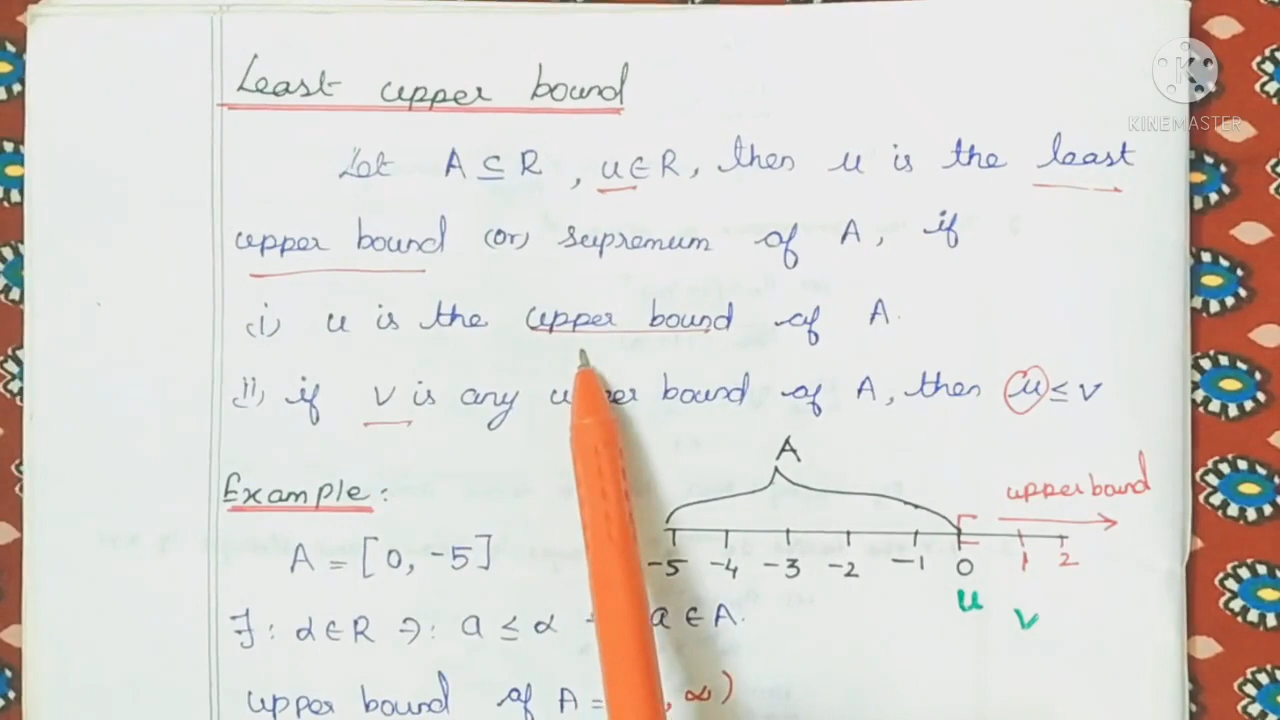 Least upper bound
KINEMASTER
Let A ⊆ R, u ∈ R, then u is the least
upper bound (or) supremum of A, if
(i) u is the upper bound of A.
(ii) if v is any upper bound of A, then u ≤ v
A
Example:
upper bound
A = [0, -5]
-5 -4 -3 -2 -1 0 1 2
u v
∃ : α ∈ R ∋: a ≤ α a ∈ A.
upper bound of A = , ∞)